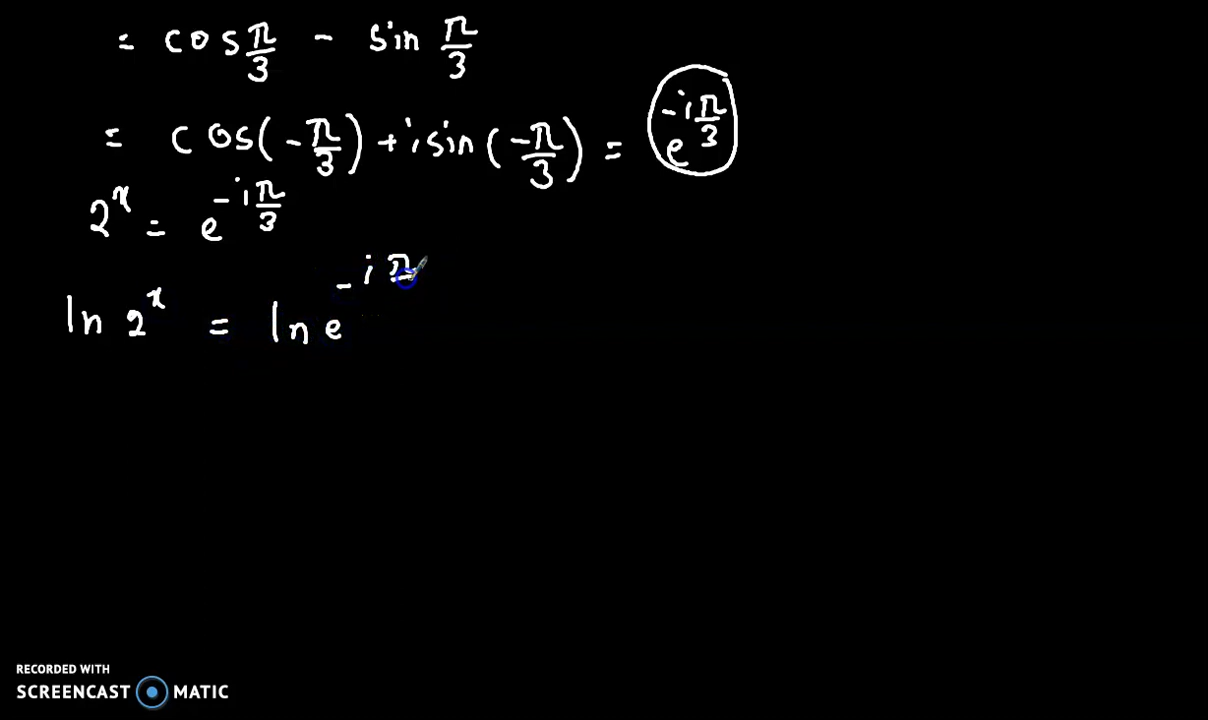 = cos π/3 - sin π/3
= cos(-π/3) + i sin(-π/3) = e^(-iπ/3)
2^x = e^(-iπ/3)
ln 2^x = ln e^(-iπ)
RECORDED WITH
SCREENCAST MATIC